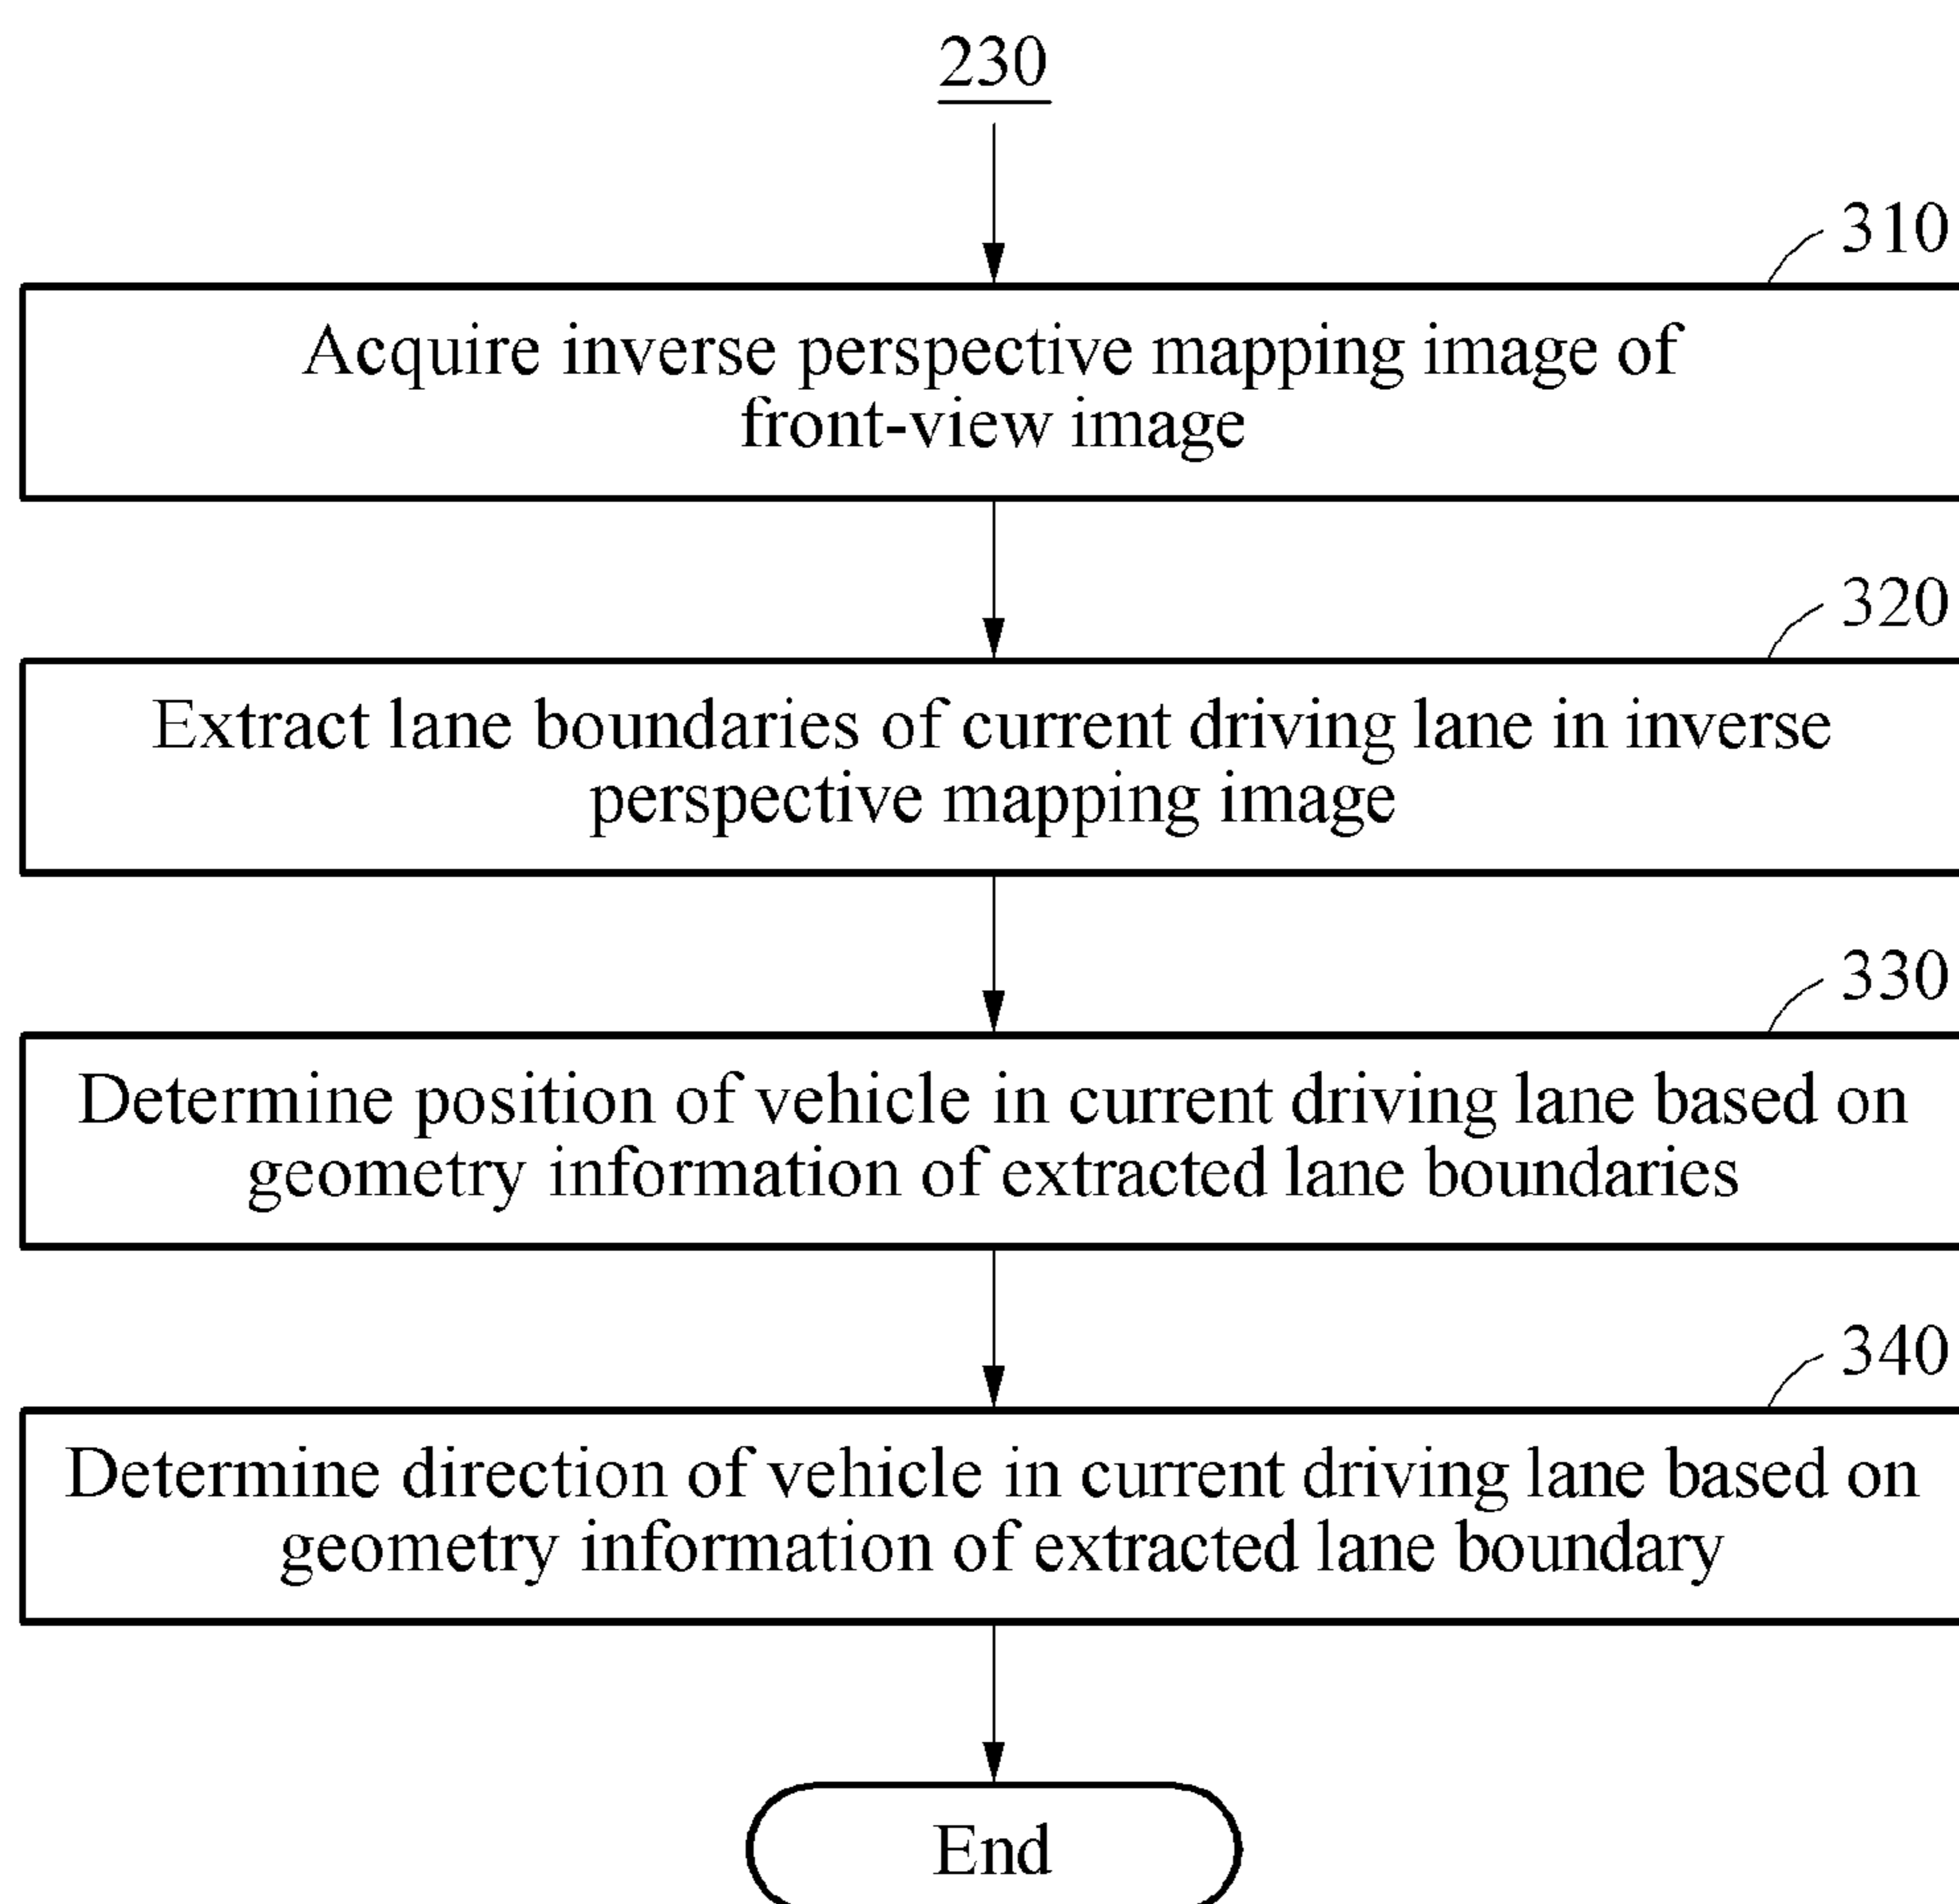 230
310
Acquire inverse perspective mapping image of
front-view image
320
Extract lane boundaries of current driving lane in inverse
perspective mapping image
330
Determine position of vehicle in current driving lane based on
geometry information of extracted lane boundaries
340
Determine direction of vehicle in current driving lane based on
geometry information of extracted lane boundary
End